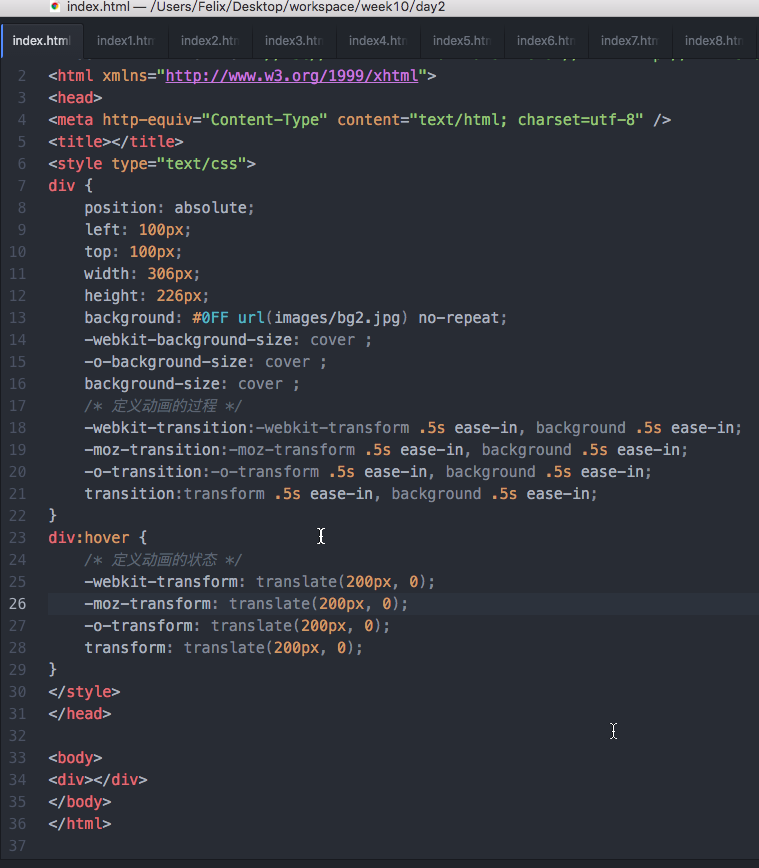 index.html — /Users/Felix/Desktop/workspace/week10/day2
index.html index1.htm index2.htm index3.htm index4.htm index5.htm index6.htm index7.htm index8.htm
2 <html xmlns="http://www.w3.org/1999/xhtml">
3 <head>
4 <meta http-equiv="Content-Type" content="text/html; charset=utf-8" />
5 <title></title>
6 <style type="text/css">
7 div {
8 position: absolute;
9 left: 100px;
10 top: 100px;
11 width: 306px;
12 height: 226px;
13 background: #0FF url(images/bg2.jpg) no-repeat;
14 -webkit-background-size: cover ;
15 -o-background-size: cover ;
16 background-size: cover ;
17 /* 定义动画的过程 */
18 -webkit-transition:-webkit-transform .5s ease-in, background .5s ease-in;
19 -moz-transition:-moz-transform .5s ease-in, background .5s ease-in;
20 -o-transition:-o-transform .5s ease-in, background .5s ease-in;
21 transition:transform .5s ease-in, background .5s ease-in;
22 }
23 div:hover {
24 /* 定义动画的状态 */
25 -webkit-transform: translate(200px, 0);
26 -moz-transform: translate(200px, 0);
27 -o-transform: translate(200px, 0);
28 transform: translate(200px, 0);
29 }
30 </style>
31 </head>
32
33 <body>
34 <div></div>
35 </body>
36 </html>
37